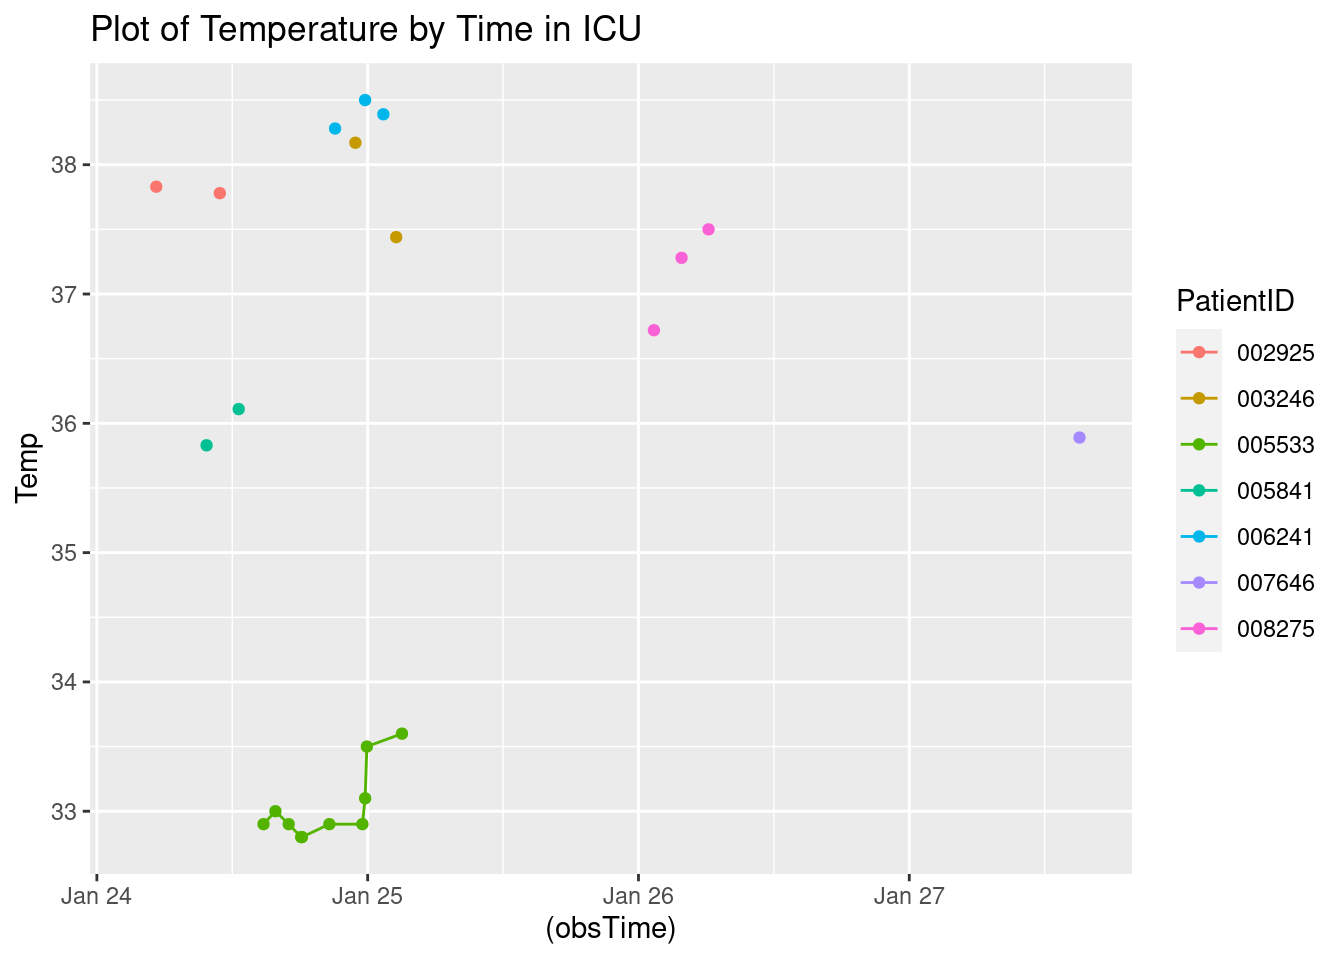 Plot of Temperature by Time in ICU
38
37
36
35
34
33
Temp
Jan 24
Jan 25
Jan 26
Jan 27
(obsTime)
PatientID
002925
003246
005533
005841
006241
007646
008275